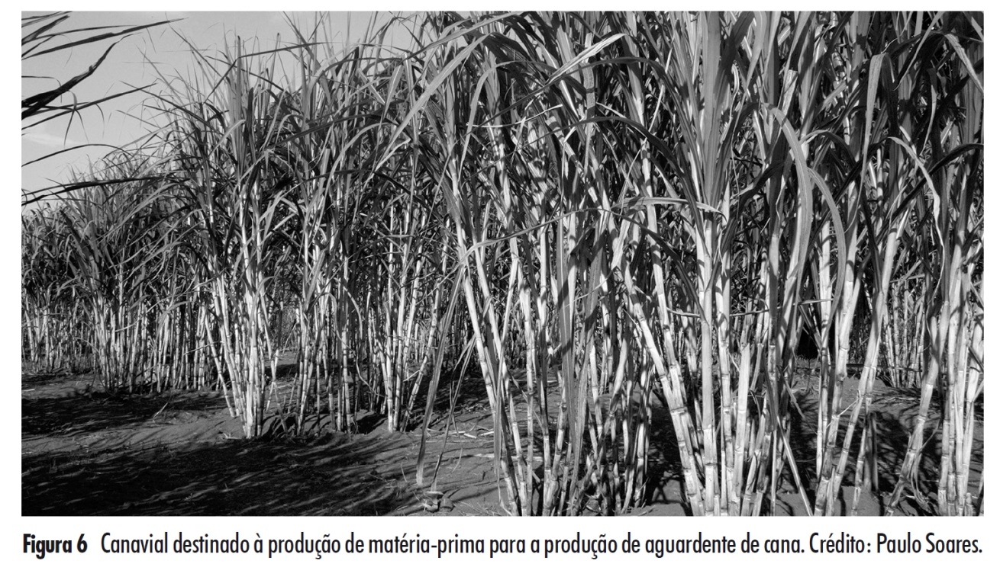 Figura 6 Canavial destinado à produção de matéria-prima para a produção de aguardente de cana. Crédito: Paulo Soares.